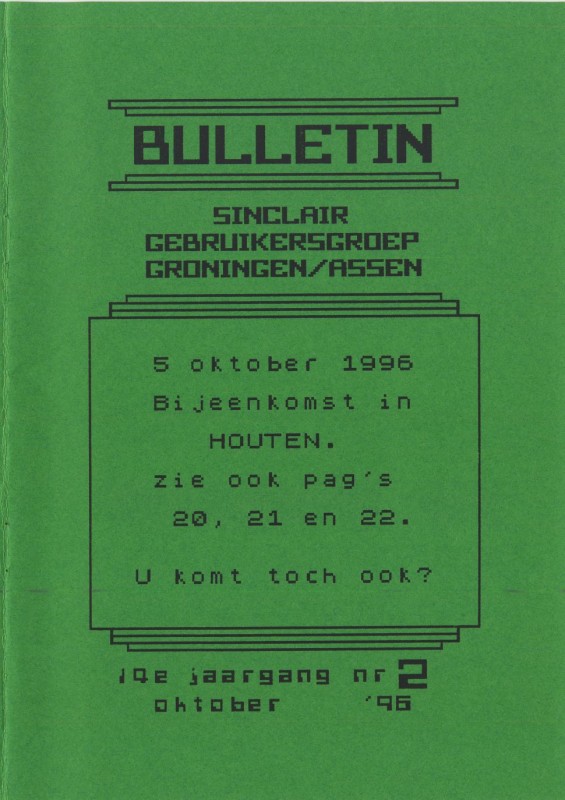 BULLETIN
SINCLAIR
GEBRUIKERSGROEP
GRONINGEN/ASSEN
5 oktober 1996
Bijeenkomst in
HOUTEN.
zie ook pag's
20, 21 en 22.
U komt toch ook?
14e jaargang nr 2
oktober '96